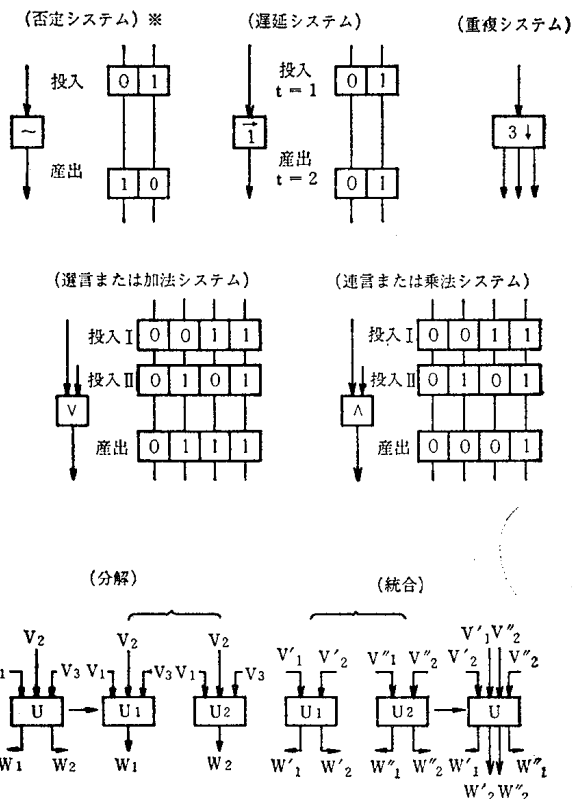 (否定システム) ※ (遅延システム) (重複システム)
投入 0 1 投入 t = 1 0 1
~ 1 3↓
産出 1 0 産出 t = 2 0 1
(選言または加法システム) (連言または乗法システム)
投入Ⅰ 0 0 1 1 投入Ⅰ 0 0 1 1
投入Ⅱ 0 1 0 1 投入Ⅱ 0 1 0 1
∨ ∧
産出 0 1 1 1 産出 0 0 0 1
(分解) (統合)
V₂ V₂ V₂ V'₁ V'₂ V"₁ V"₂ V'₁ V"₂
V₁ V₃ V₁ V₃ V₁ V₃ V'₂ V"₂
U U₁ U₂ U₁ U₂ U
W₁ W₂ W₁ W₂ W'₁ W'₂ W"₁ W"₂ W'₁ W"₁
W'₂ W"₂